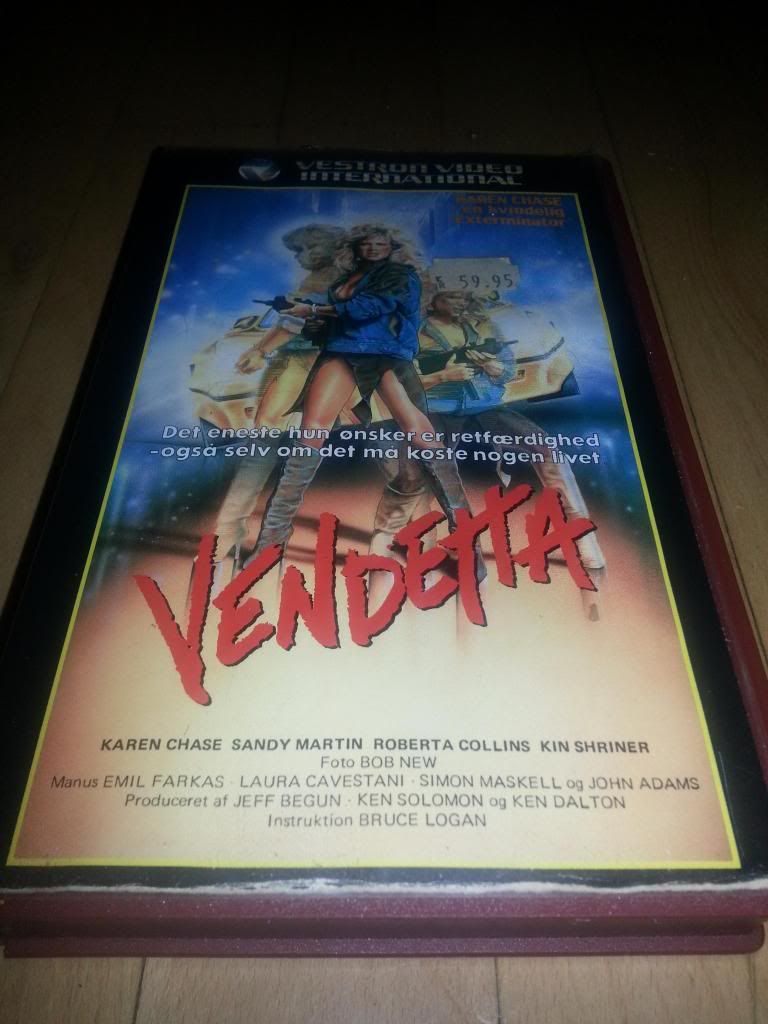 VESTRON VIDEO
INTERNATIONAL
KAREN CHASE
en kvindelig
Exterminator
59.95
Det eneste hun ønsker er retfærdighed
-også selv om det må koste nogen livet
VENDETTA
KAREN CHASE SANDY MARTIN ROBERTA COLLINS KIN SHRINER
Foto BOB NEW
Manus EMIL FARKAS · LAURA CAVESTANI · SIMON MASKELL og JOHN ADAMS
Produceret af JEFF BEGUN · KEN SOLOMON og KEN DALTON
Instruktion BRUCE LOGAN